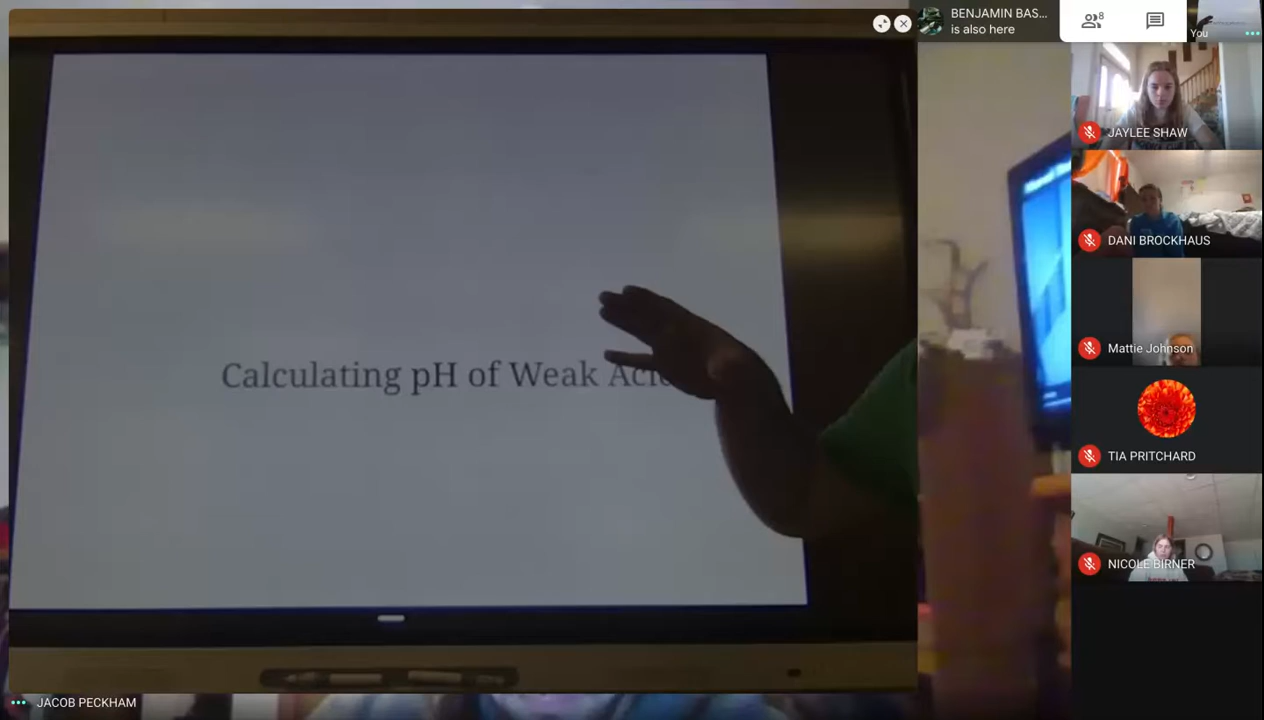 BENJAMIN BAS...
is also here
8
You
JAYLEE SHAW
DANI BROCKHAUS
Mattie Johnson
Calculating pH of Weak
TIA PRITCHARD
NICOLE BIRNER
JACOB PECKHAM